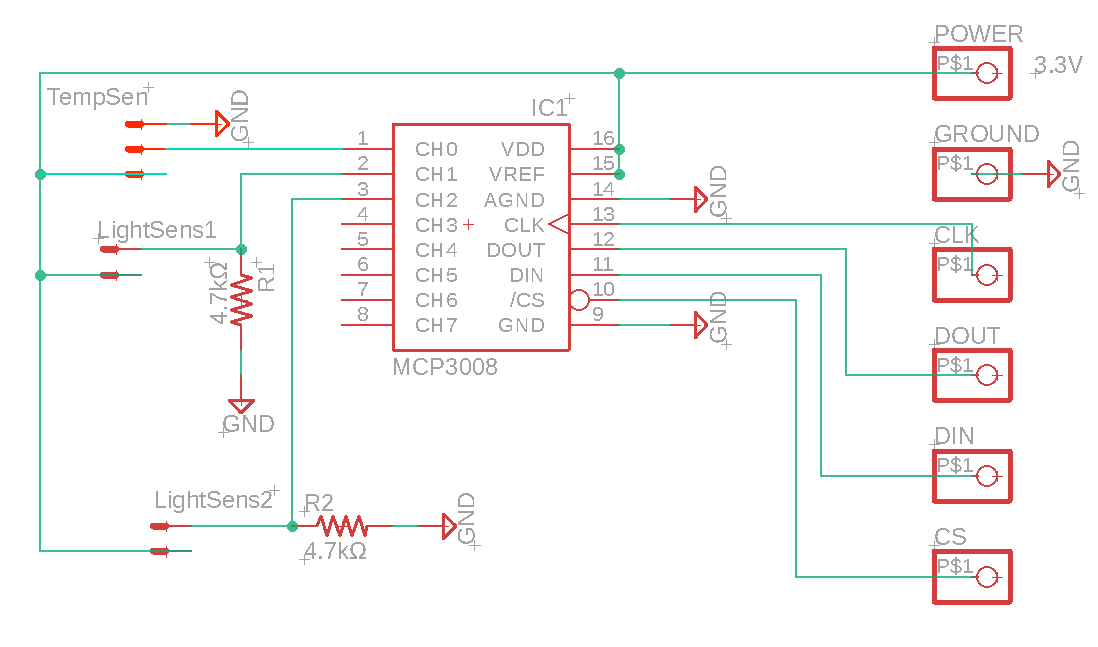 POWER
P$1
3.3V
TempSen
GND
IC1
GROUND
P$1
GND
1 CH0 VDD 16
2 CH1 VREF 15
3 CH2 AGND 14
GND
4 CH3 CLK 13
5 CH4 DOUT 12
6 CH5 DIN 11
7 CH6 /CS 10
8 CH7 GND 9
GND
MCP3008
LightSens1
4.7kΩ
R1
GND
CLK
P$1
DOUT
P$1
DIN
P$1
LightSens2
R2
4.7kΩ
GND
CS
P$1